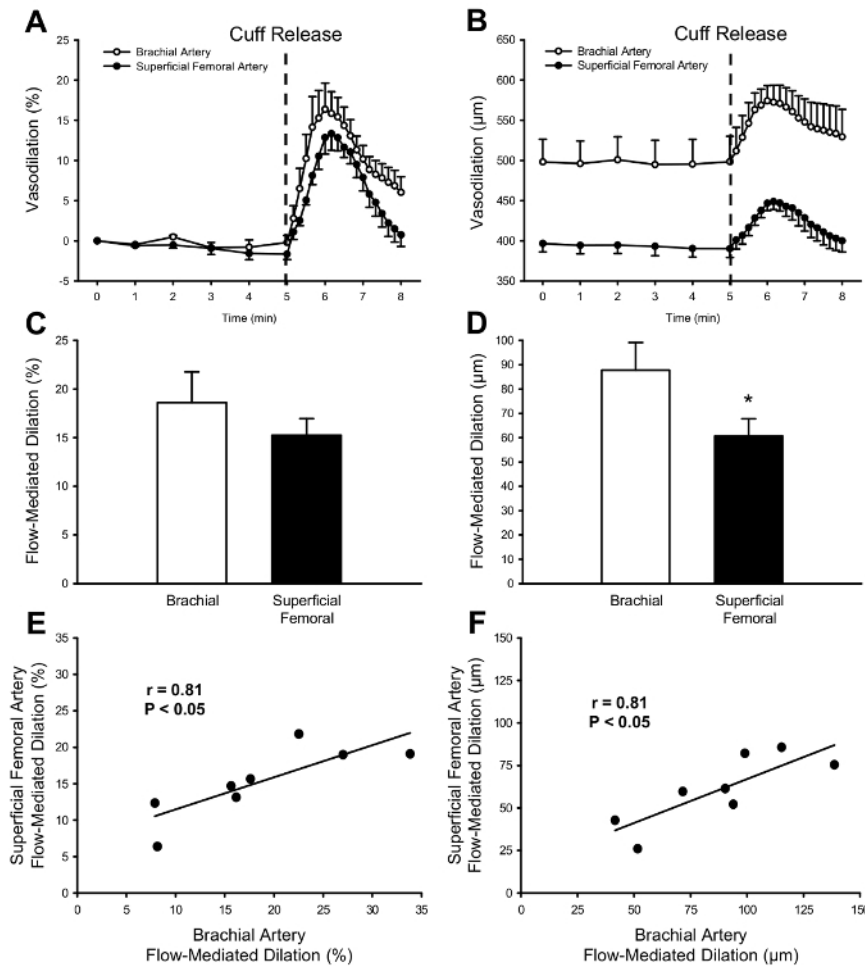 A
Cuff Release
Brachial Artery
Superficial Femoral Artery
Vasodilation (%)
25
20
15
10
5
0
-5
0 1 2 3 4 5 6 7 8
Time (min)
B
Cuff Release
Brachial Artery
Superficial Femoral Artery
Vasodilation (µm)
650
600
550
500
450
400
350
0 1 2 3 4 5 6 7 8
Time (min)
C
Flow-Mediated Dilation (%)
25
20
15
10
5
0
Brachial
Superficial
Femoral
D
Flow-Mediated Dilation (µm)
100
90
80
70
60
50
40
30
20
10
0
*
Brachial
Superficial
Femoral
E
Superficial Femoral Artery
Flow-Mediated Dilation (%)
35
30
25
20
15
10
5
0
r = 0.81
P < 0.05
0 5 10 15 20 25 30 35
Brachial Artery
Flow-Mediated Dilation (%)
F
Superficial Femoral Artery
Flow-Mediated Dilation (µm)
150
125
100
75
50
25
0
r = 0.81
P < 0.05
0 25 50 75 100 125 150
Brachial Artery
Flow-Mediated Dilation (µm)